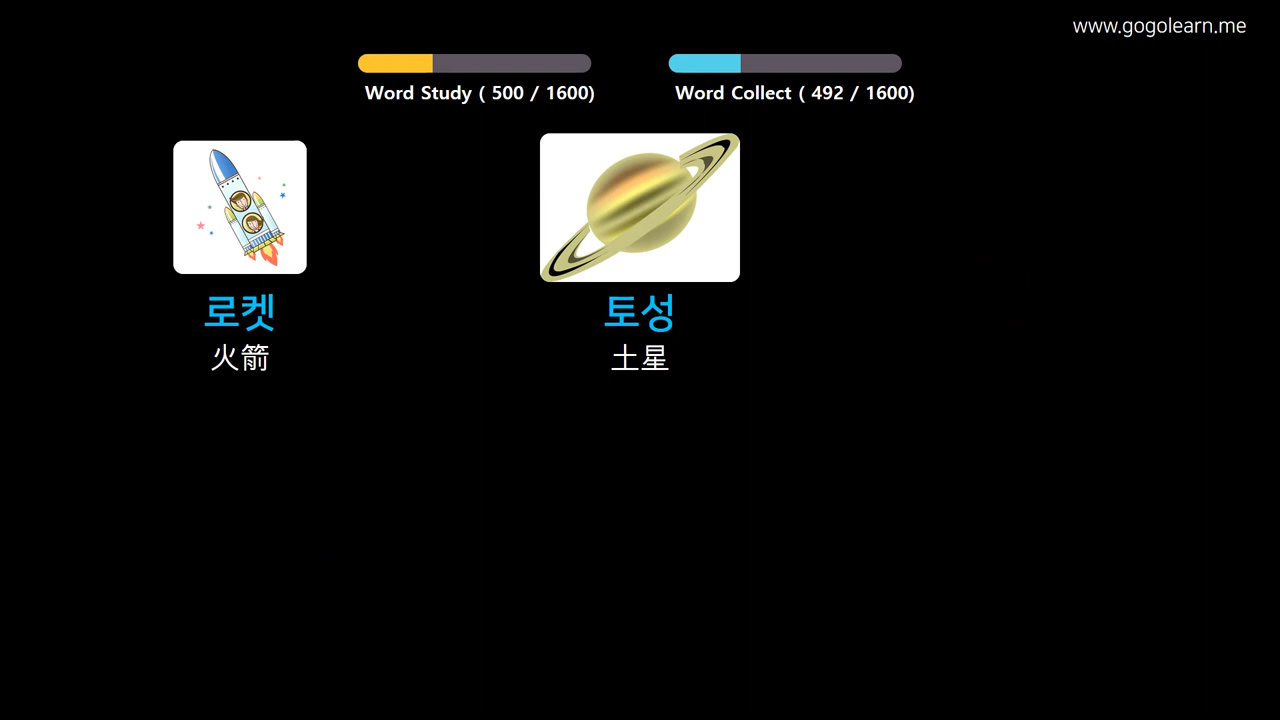 www.gogolearn.me
Word Study ( 500 / 1600)
Word Collect ( 492 / 1600)
로켓
火箭
토성
土星